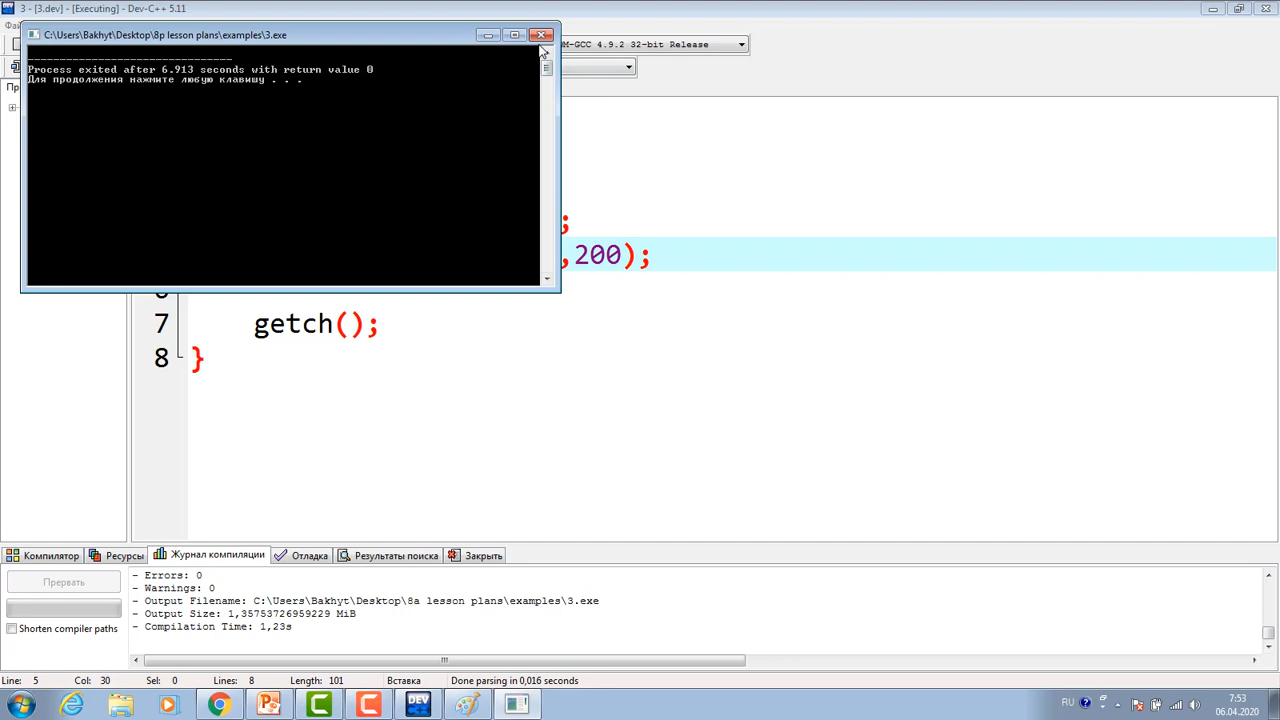 3 - [3.dev] - [Executing] - Dev-C++ 5.11
C:\Users\Bakhyt\Desktop\8p lesson plans\examples\3.exe
GCC 4.9.2 32-bit Release
--------------------------------
Process exited after 6.913 seconds with return value 0
Для продолжения нажмите любую клавишу . . .
;
,200);
7 getch();
8 }
Компилятор Ресурсы Журнал компиляции Отладка Результаты поиска Закрыть
Прервать
Shorten compiler paths
- Errors: 0
- Warnings: 0
- Output Filename: C:\Users\Bakhyt\Desktop\8a lesson plans\examples\3.exe
- Output Size: 1,35753726959229 MiB
- Compilation Time: 1,23s
Line: 5 Col: 30 Sel: 0 Lines: 8 Length: 101 Вставка Done parsing in 0,016 seconds
DEV
RU
7:53
06.04.2020